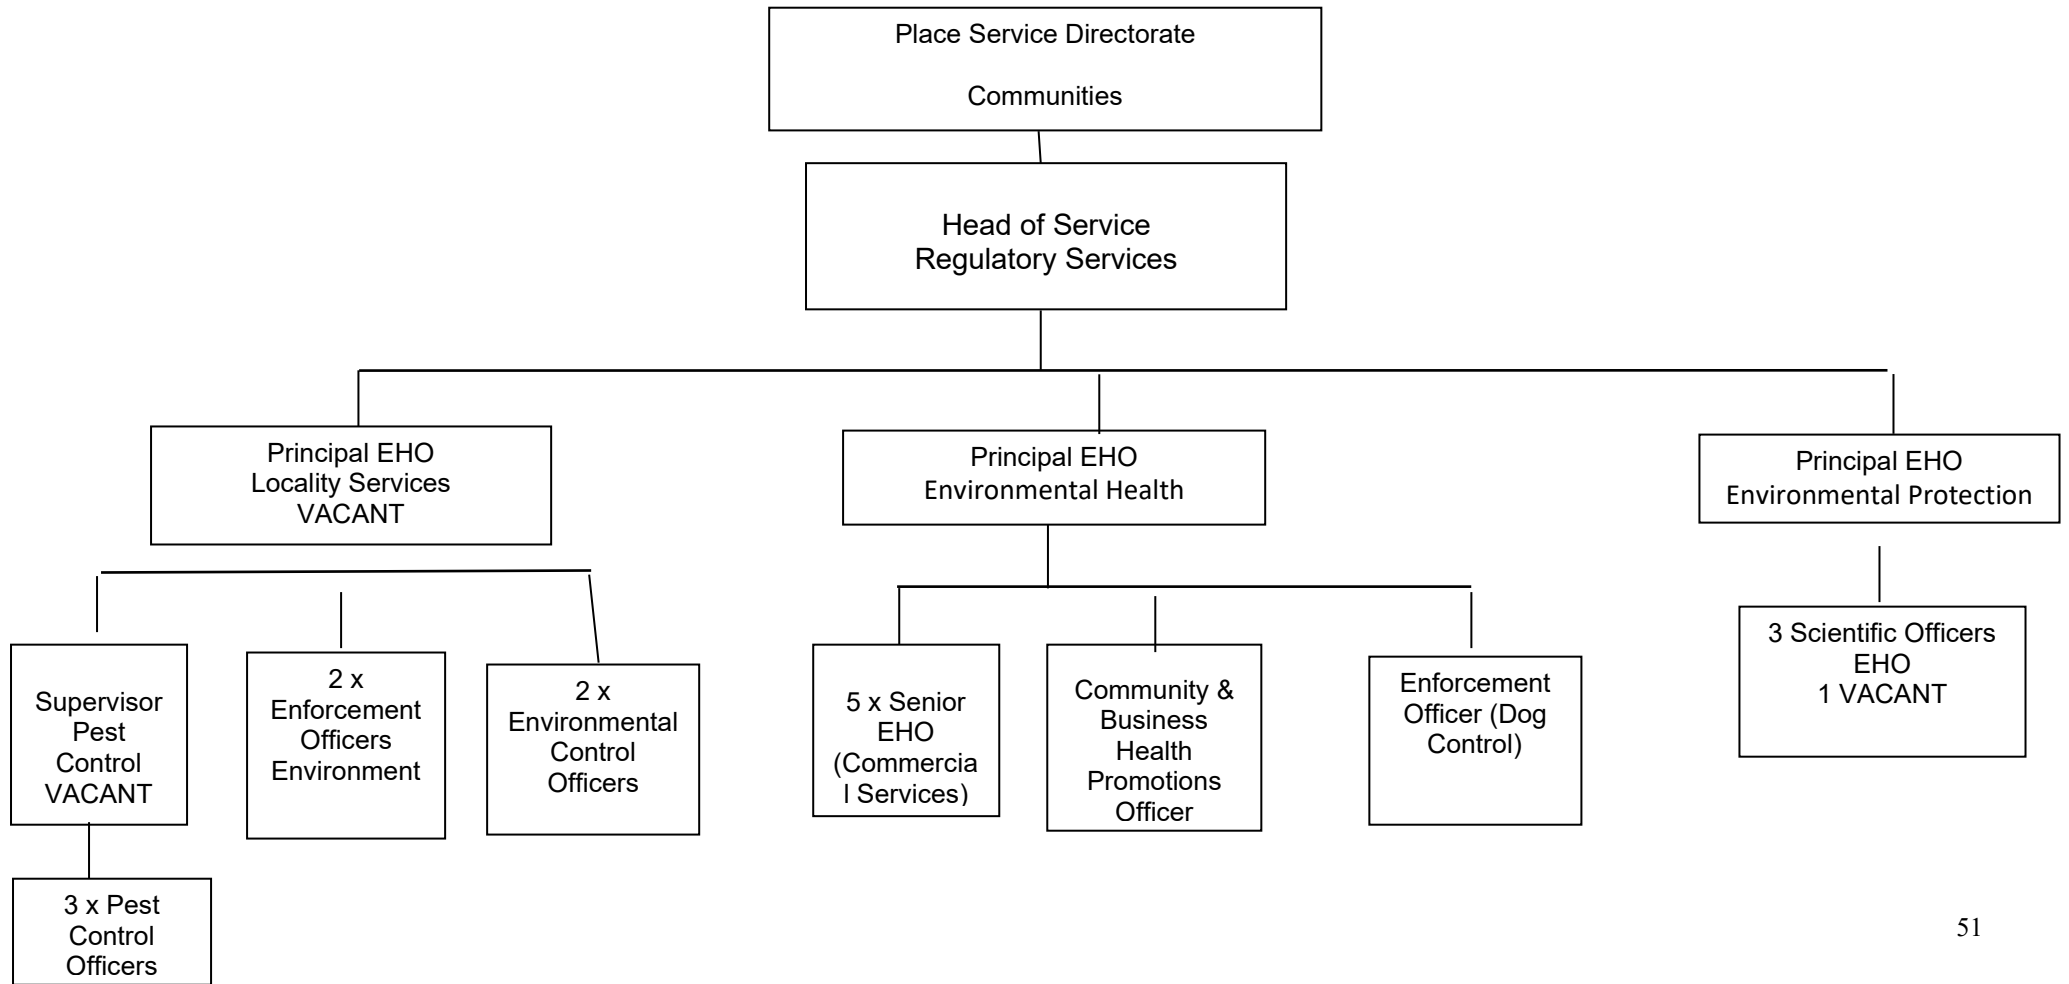 Place Service Directorate
Communities
Head of Service
Regulatory Services
Principal EHO
Locality Services
VACANT
Principal EHO
Environmental Health
Principal EHO
Environmental Protection
Supervisor
Pest
Control
VACANT
2 x
Enforcement
Officers
Environment
2 x
Environmental
Control
Officers
5 x Senior
EHO
(Commercia
l Services)
Community &
Business
Health
Promotions
Officer
Enforcement
Officer (Dog
Control)
3 Scientific Officers
EHO
1 VACANT
3 x Pest
Control
Officers
51